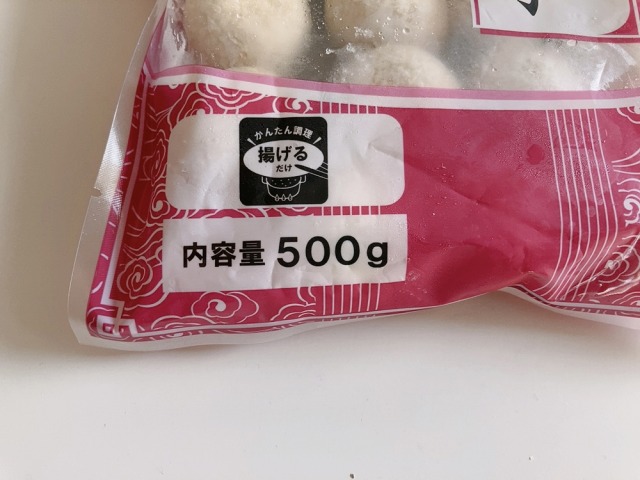 かんたん調理
揚げる
だけ
内容量 500g